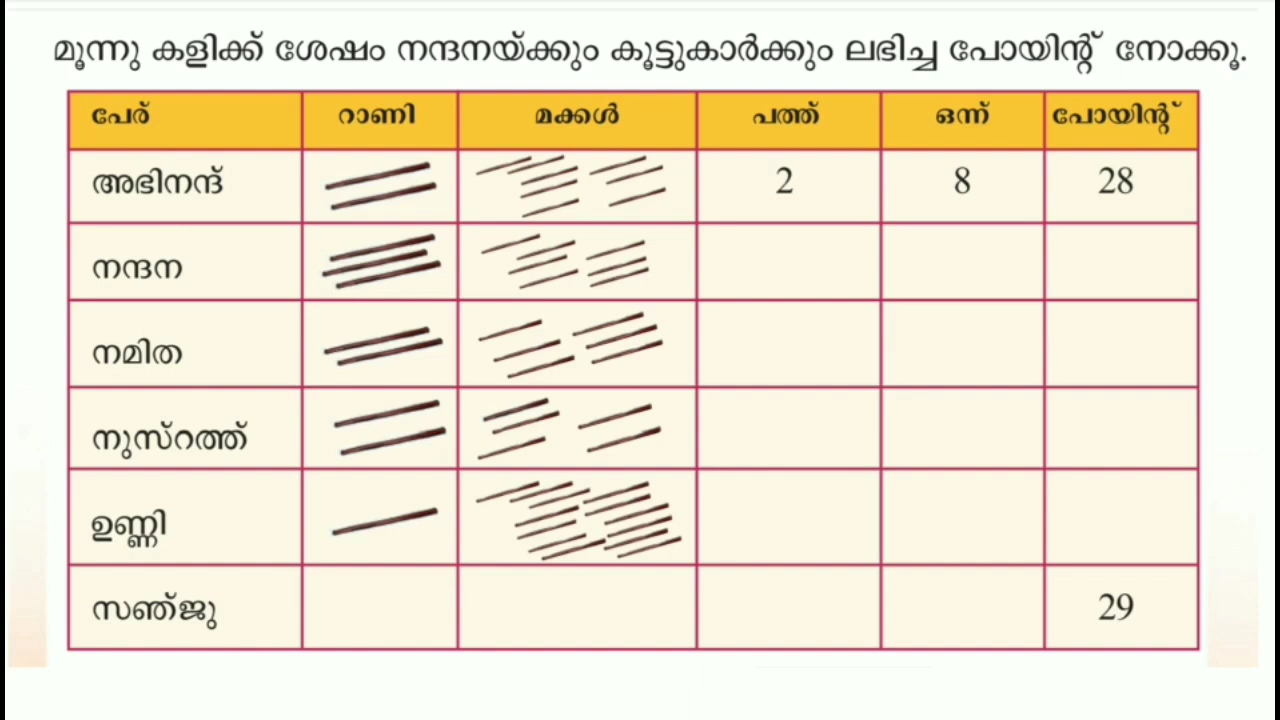 മൂന്നു കളിക്ക് ശേഷം നന്ദനയ്ക്കും കൂട്ടുകാർക്കും ലഭിച്ച പോയിന്റ് നോക്കൂ.
പേര് റാണി മക്കൾ പത്ത് ഒന്ന് പോയിന്റ്
അഭിനന്ദ് 2 8 28
നന്ദന
നമിത
നുസ്റത്ത്
ഉണ്ണി
സഞ്ജു 29